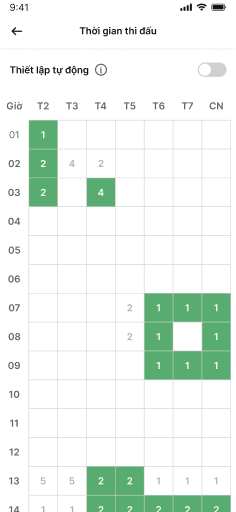 9:41
Thời gian thi đấu
Thiết lập tự động
Giờ T2 T3 T4 T5 T6 T7 CN
01 1
02 2 4 2
03 2 4
04
05
06
07 2 1 1 1
08 2 1 1
09 1 1 1
10
11
12
13 5 5 2 2 1 1 1
14 1 1 2 2 2 2 2